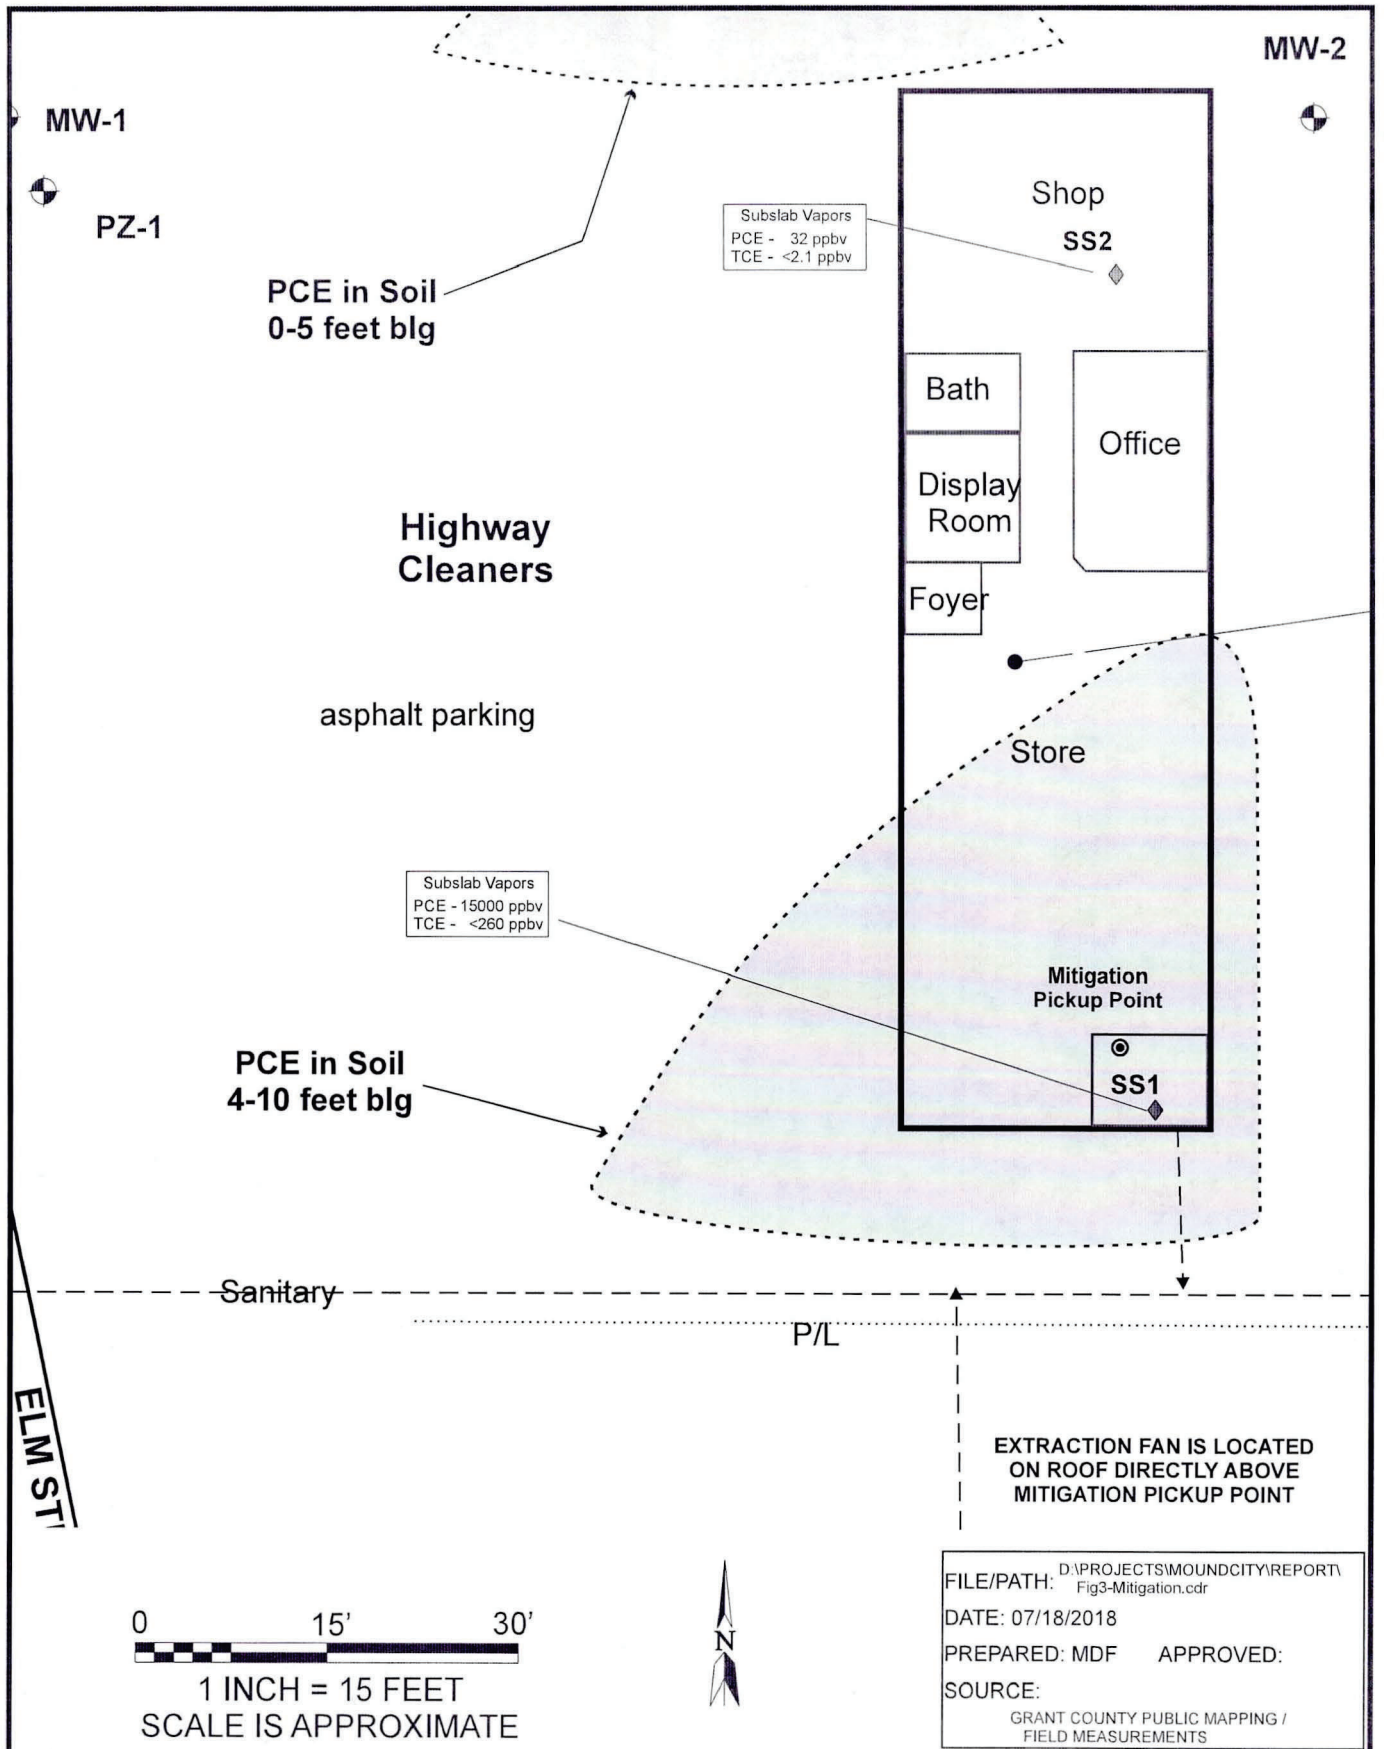 MW-2
MW-1
PZ-1
Shop
SS2
Subslab Vapors
PCE - 32 ppbv
TCE - <2.1 ppbv
PCE in Soil
0-5 feet blg
Bath
Office
Display
Room
Highway
Cleaners
Foyer
asphalt parking
Store
Subslab Vapors
PCE - 15000 ppbv
TCE - <260 ppbv
Mitigation
Pickup Point
PCE in Soil
4-10 feet blg
SS1
Sanitary
P/L
ELM ST
EXTRACTION FAN IS LOCATED
ON ROOF DIRECTLY ABOVE
MITIGATION PICKUP POINT
0 15' 30'
1 INCH = 15 FEET
SCALE IS APPROXIMATE
N
FILE/PATH: D:\PROJECTS\MOUNDCITY\REPORT\
Fig3-Mitigation.cdr
DATE: 07/18/2018
PREPARED: MDF APPROVED:
SOURCE:
GRANT COUNTY PUBLIC MAPPING /
FIELD MEASUREMENTS